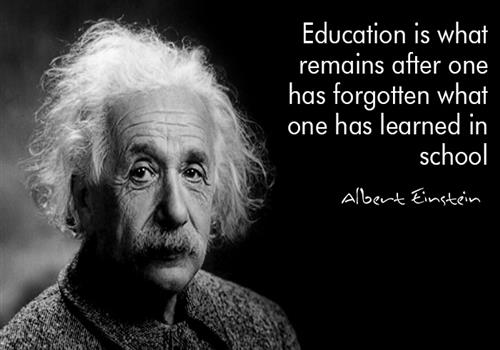 Education is what
remains after one
has forgotten what
one has learned in
school
Albert Einstein